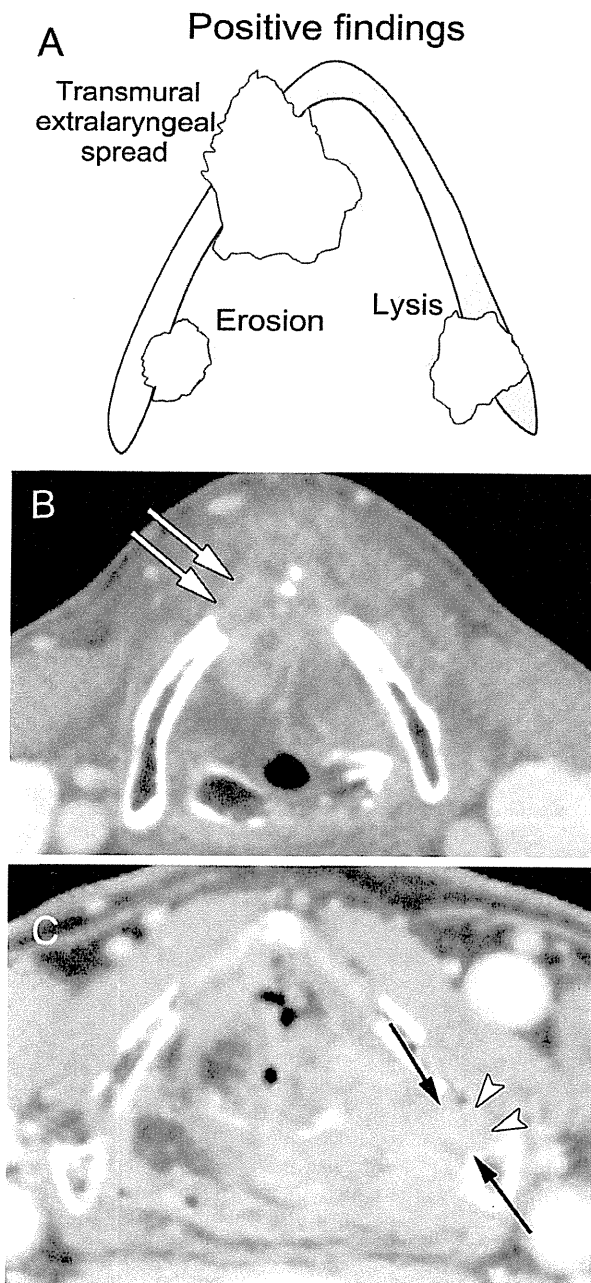 A
Positive findings
Transmural
extralaryngeal
spread
Erosion
Lysis
B
C